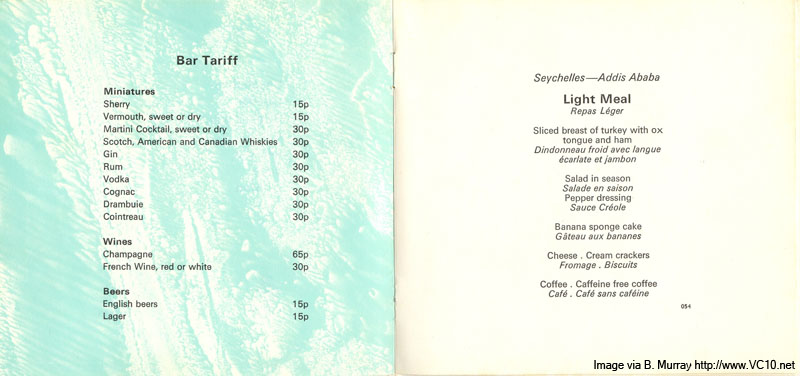 Bar Tariff
Miniatures
Sherry 15p
Vermouth, sweet or dry 15p
Martini Cocktail, sweet or dry 30p
Scotch, American and Canadian Whiskies 30p
Gin 30p
Rum 30p
Vodka 30p
Cognac 30p
Drambuie 30p
Cointreau 30p
Wines
Champagne 65p
French Wine, red or white 30p
Beers
English beers 15p
Lager 15p
Seychelles—Addis Ababa
Light Meal
Repas Léger
Sliced breast of turkey with ox
tongue and ham
Dindonneau froid avec langue
écarlate et jambon
Salad in season
Salade en saison
Pepper dressing
Sauce Créole
Banana sponge cake
Gâteau aux bananes
Cheese . Cream crackers
Fromage . Biscuits
Coffee . Caffeine free coffee
Café . Café sans caféine
054
Image via B. Murray http://www.VC10.net